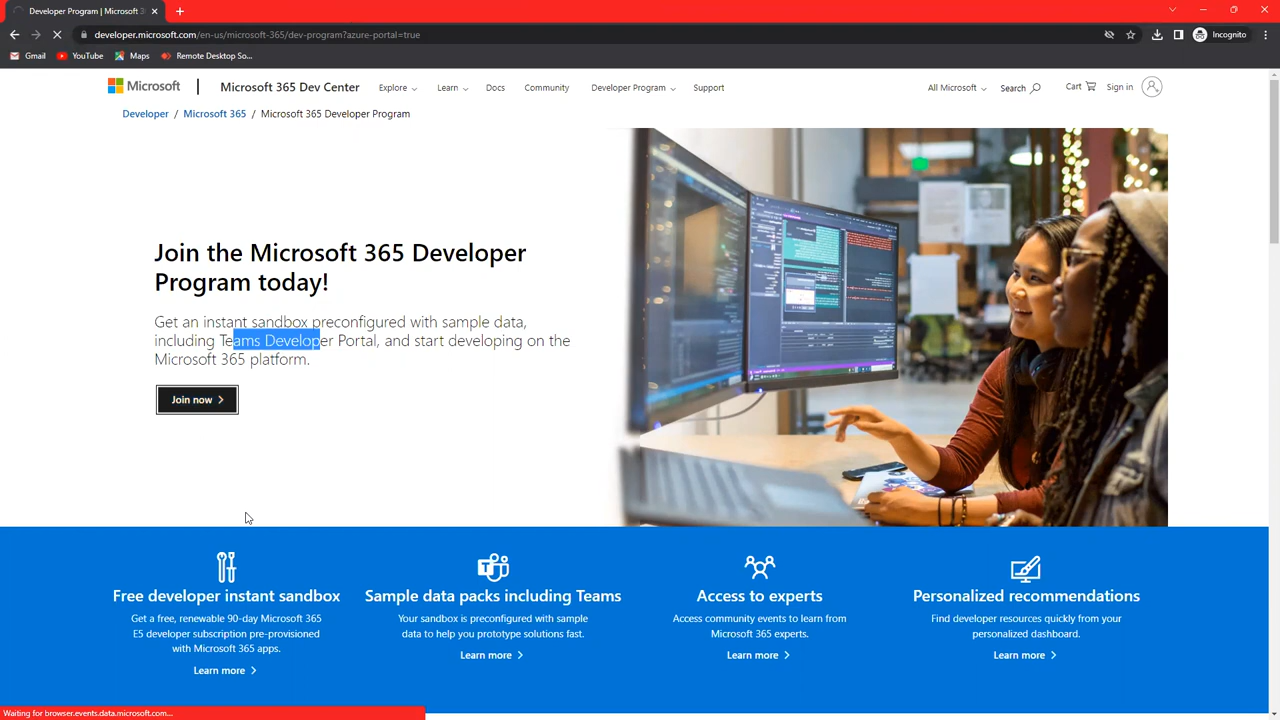 Developer Program | Microsoft 3
developer.microsoft.com/en-us/microsoft-365/dev-program?azure-portal=true
Incognito
Gmail
YouTube
Maps
Remote Desktop So...
Microsoft
Microsoft 365 Dev Center
Explore
Learn
Docs
Community
Developer Program
Support
All Microsoft
Search
Cart
Sign in
Developer / Microsoft 365 / Microsoft 365 Developer Program
Join the Microsoft 365 Developer
Program today!
Get an instant sandbox preconfigured with sample data,
including Teams Developer Portal, and start developing on the
Microsoft 365 platform.
Join now
Free developer instant sandbox
Get a free, renewable 90-day Microsoft 365
E5 developer subscription pre-provisioned
with Microsoft 365 apps.
Learn more
Sample data packs including Teams
Your sandbox is preconfigured with sample
data to help you prototype solutions fast.
Learn more
Access to experts
Access community events to learn from
Microsoft 365 experts.
Learn more
Personalized recommendations
Find developer resources quickly from your
personalized dashboard.
Learn more
Waiting for browser.events.data.microsoft.com...